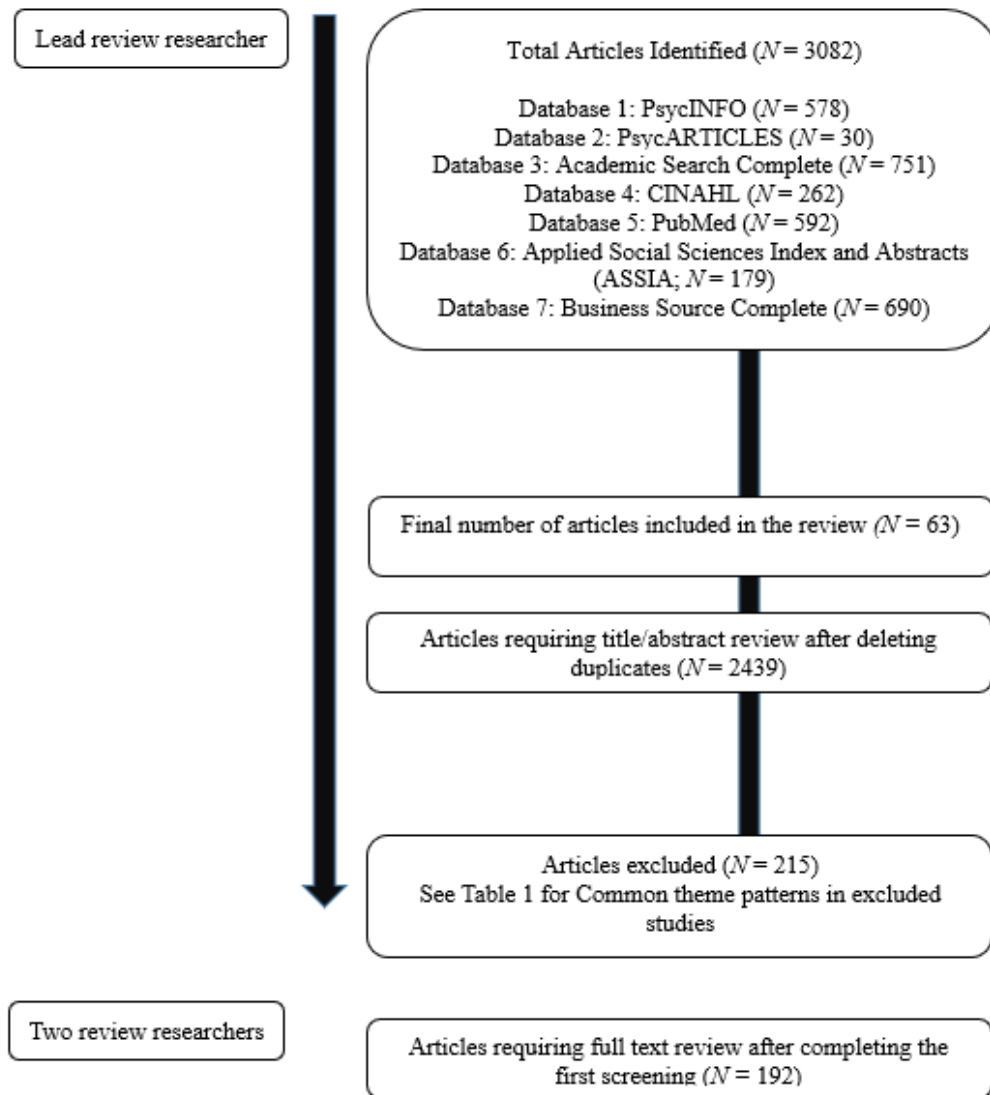 Lead review researcher
Total Articles Identified (N = 3082)
Database 1: PsycINFO (N = 578)
Database 2: PsycARTICLES (N = 30)
Database 3: Academic Search Complete (N = 751)
Database 4: CINAHL (N = 262)
Database 5: PubMed (N = 592)
Database 6: Applied Social Sciences Index and Abstracts
(ASSIA; N = 179)
Database 7: Business Source Complete (N = 690)
Final number of articles included in the review (N = 63)
Articles requiring title/abstract review after deleting
duplicates (N = 2439)
Articles excluded (N = 215)
See Table 1 for Common theme patterns in excluded
studies
Two review researchers
Articles requiring full text review after completing the
first screening (N = 192)